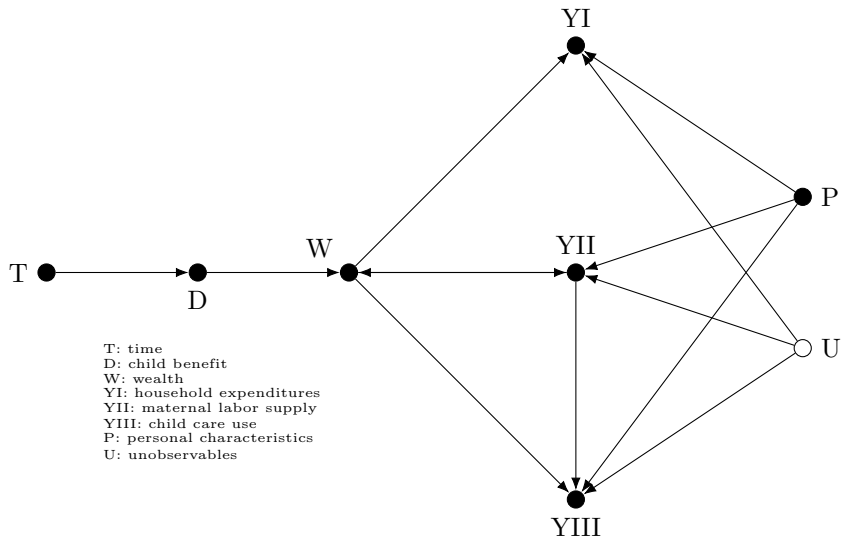 YI
P
W
YII
T
D
U
T: time
D: child benefit
W: wealth
YI: household expenditures
YII: maternal labor supply
YIII: child care use
P: personal characteristics
U: unobservables
YIII